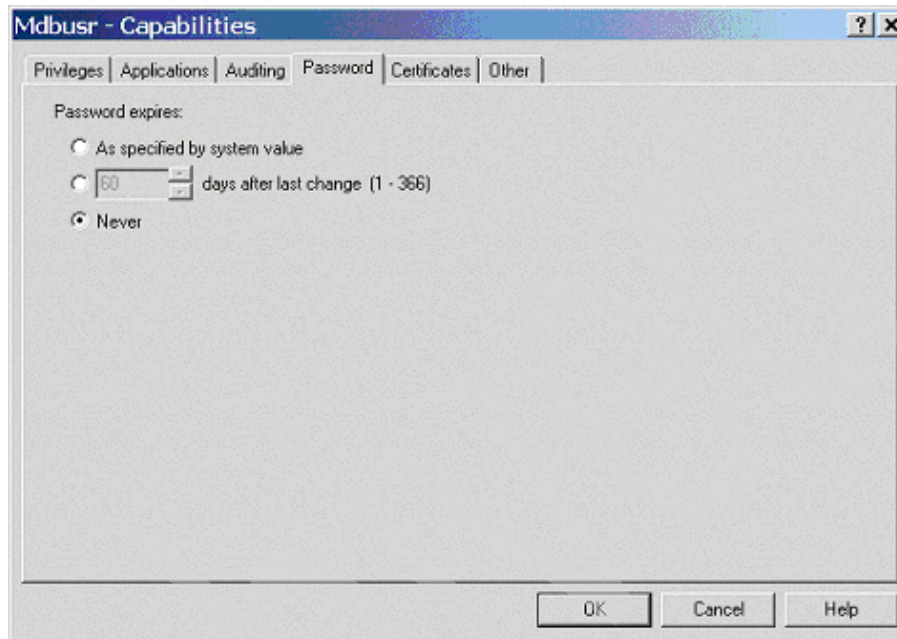 Mdbusr - Capabilities
Privileges Applications Auditing Password Certificates Other
Password expires:
As specified by system value
60 days after last change (1 - 366)
Never
OK Cancel Help